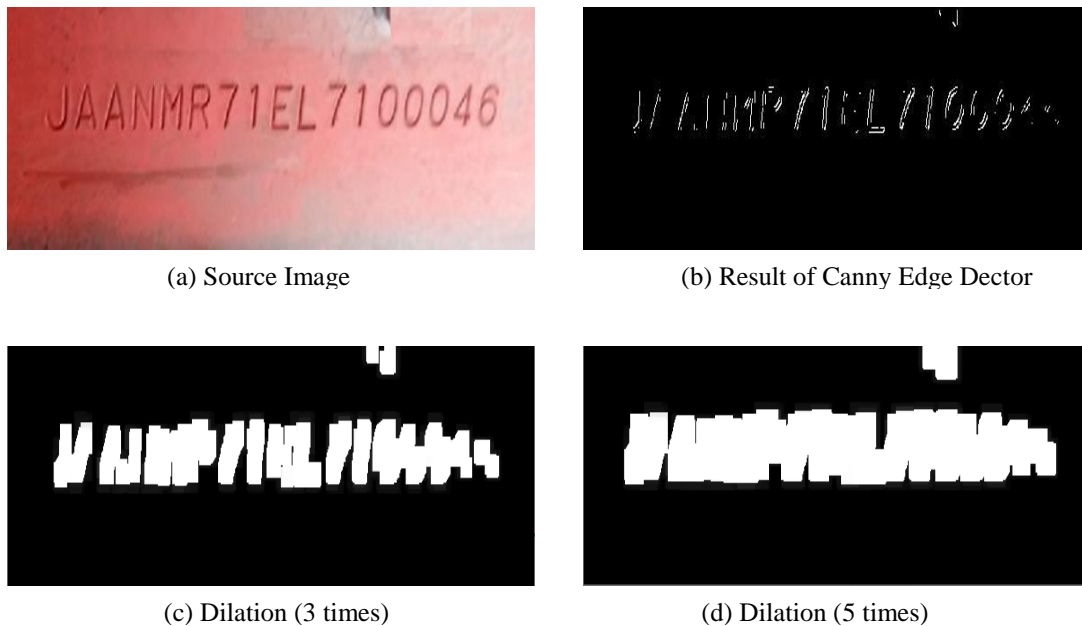 JAANMR71EL7100046
(a) Source Image
(b) Result of Canny Edge Dector
(c) Dilation (3 times)
(d) Dilation (5 times)